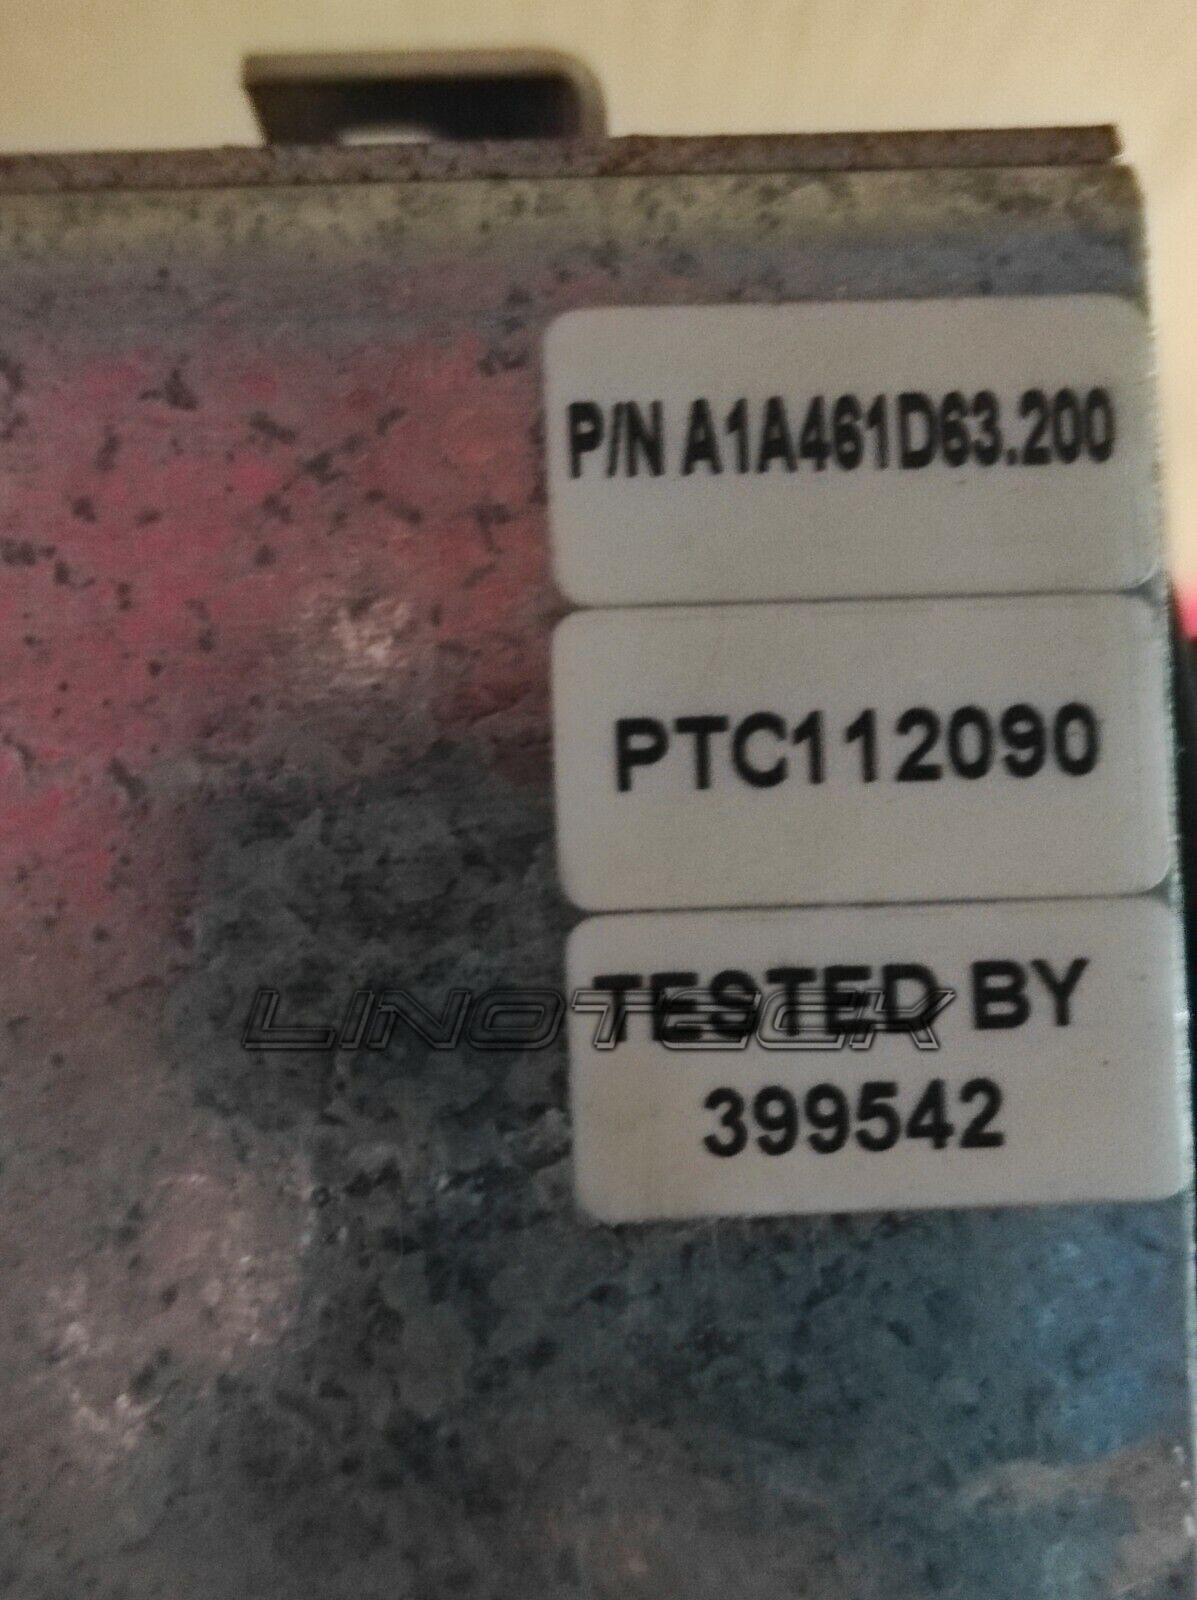 P/N A1A461D63.200
PTC112090
TESTED BY
LINOTECK
399542